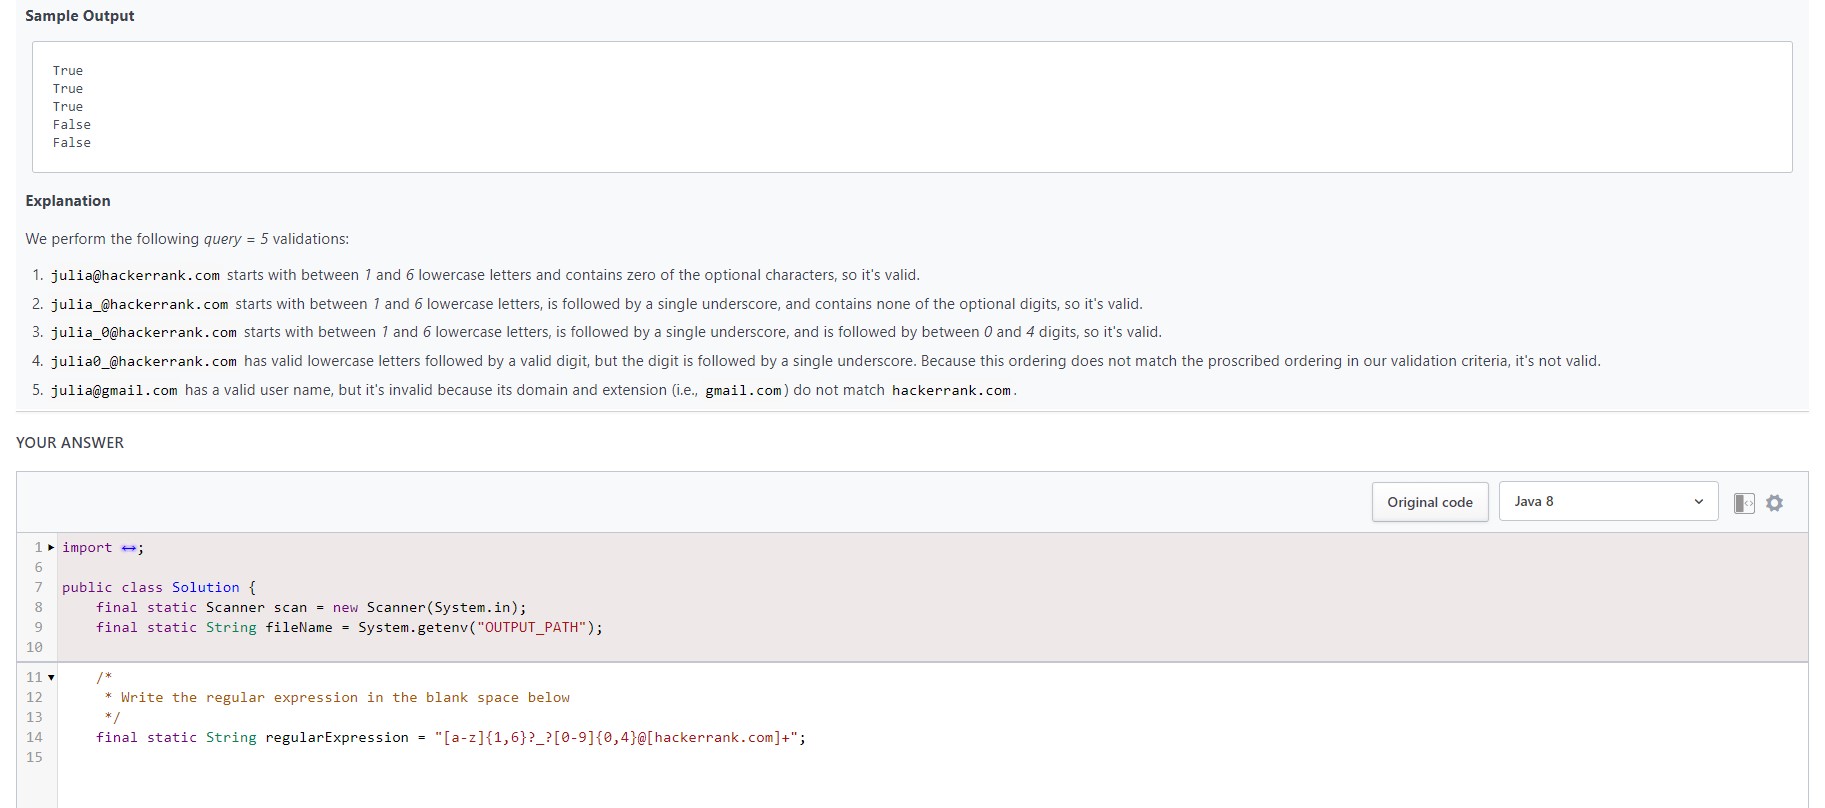 Sample Output
True
True
True
False
False
Explanation
We perform the following query = 5 validations:
1. julia@hackerrank.com starts with between 1 and 6 lowercase letters and contains zero of the optional characters, so it's valid.
2. julia_@hackerrank.com starts with between 1 and 6 lowercase letters, is followed by a single underscore, and contains none of the optional digits, so it's valid.
3. julia_0@hackerrank.com starts with between 1 and 6 lowercase letters, is followed by a single underscore, and is followed by between 0 and 4 digits, so it's valid.
4. julia0_@hackerrank.com has valid lowercase letters followed by a valid digit, but the digit is followed by a single underscore. Because this ordering does not match the proscribed ordering in our validation criteria, it's not valid.
5. julia@gmail.com has a valid user name, but it's invalid because its domain and extension (i.e., gmail.com) do not match hackerrank.com.
YOUR ANSWER
Original code Java 8
1 import ↔;
6
7 public class Solution {
8 final static Scanner scan = new Scanner(System.in);
9 final static String fileName = System.getenv("OUTPUT_PATH");
10
11 /*
12 * Write the regular expression in the blank space below
13 */
14 final static String regularExpression = "[a-z]{1,6}?_?[0-9]{0,4}@[hackerrank.com]+";
15